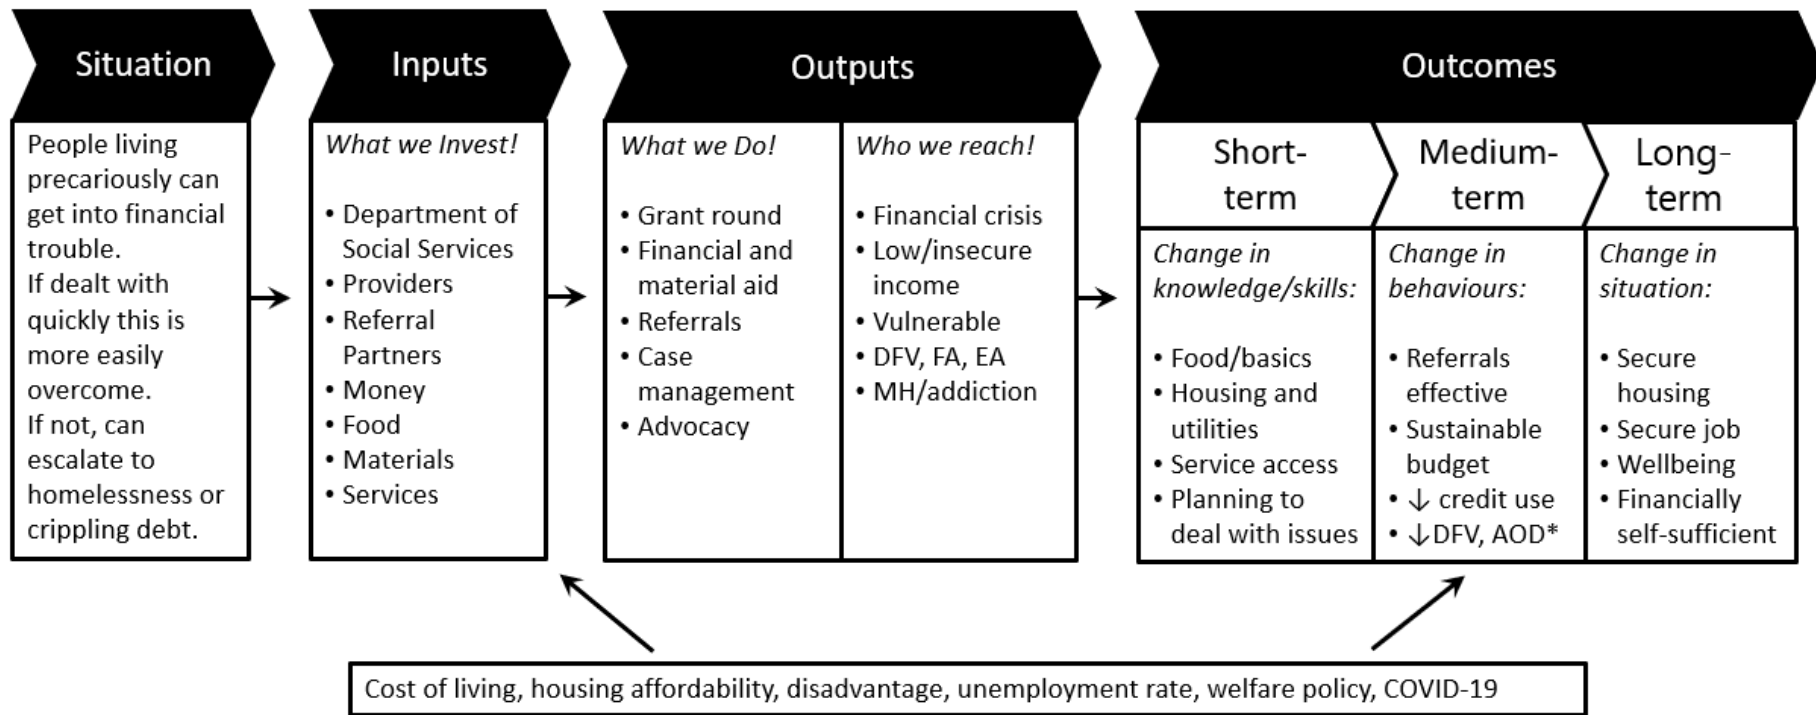 Situation
People living
precariously can
get into financial
trouble.
If dealt with
quickly this is
more easily
overcome.
If not, can
escalate to
homelessness or
crippling debt.
Inputs
What we Invest!
• Department of
Social Services
• Providers
• Referral
Partners
• Money
• Food
• Materials
• Services
Outputs
What we Do!
• Grant round
• Financial and
material aid
• Referrals
• Case
management
• Advocacy
Who we reach!
• Financial crisis
• Low/insecure
income
• Vulnerable
• DFV, FA, EA
• MH/addiction
Outcomes
Short-
term
Change in
knowledge/skills:
• Food/basics
• Housing and
utilities
• Service access
• Planning to
deal with issues
Medium-
term
Change in
behaviours:
• Referrals
effective
• Sustainable
budget
• ↓ credit use
• ↓DFV, AOD*
Long-
term
Change in
situation:
• Secure
housing
• Secure job
• Wellbeing
• Financially
self-sufficient
Cost of living, housing affordability, disadvantage, unemployment rate, welfare policy, COVID-19